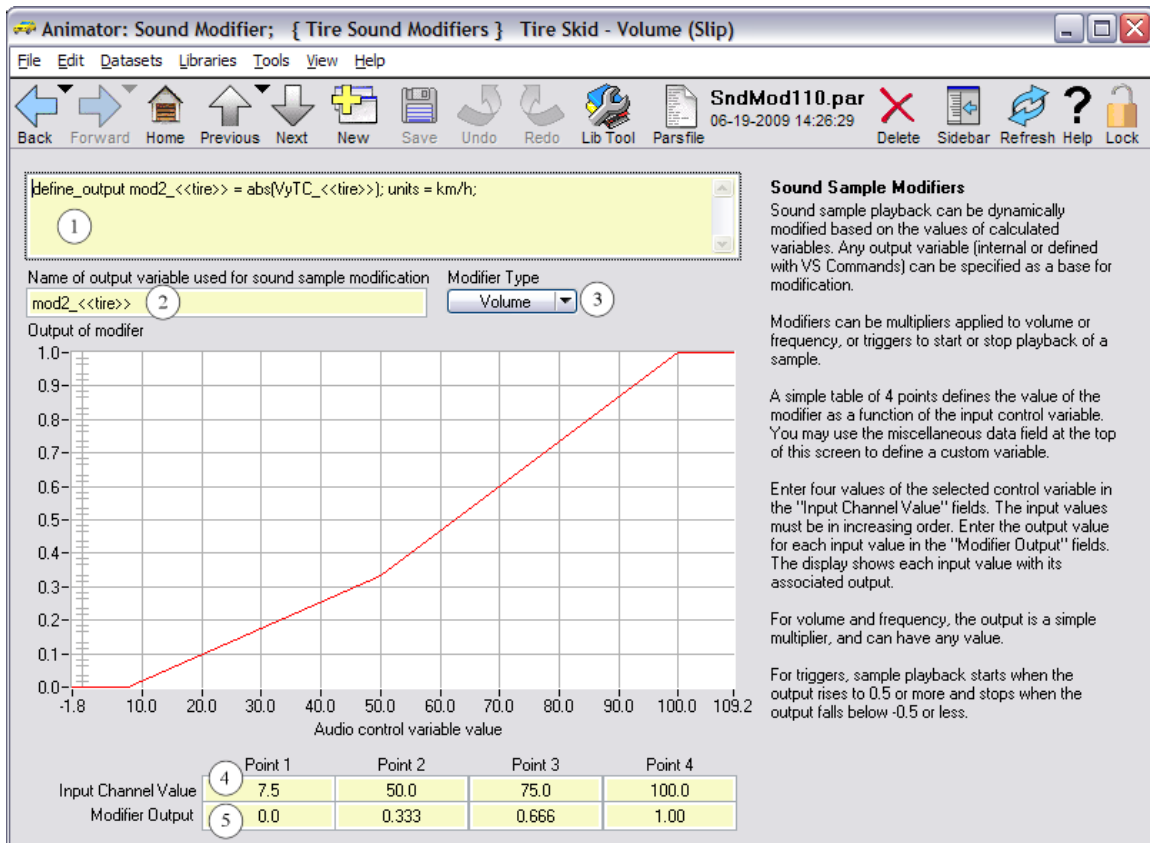 Animator: Sound Modifier; { Tire Sound Modifiers } Tire Skid - Volume (Slip)
File Edit Datasets Libraries Tools View Help
SndMod110.par
06-19-2009 14:26:29
Back Forward Home Previous Next New Save Undo Redo Lib Tool Parsfile Delete Sidebar Refresh Help Lock
define_output mod2_<<tire>> = abs(VyTC_<<tire>>); units = km/h;
1
Name of output variable used for sound sample modification
mod2_<<tire>>
2
Modifier Type
Volume
3
Output of modifer
1.0
0.9
0.8
0.7
0.6
0.5
0.4
0.3
0.2
0.1
0.0
-1.8 10.0 20.0 30.0 40.0 50.0 60.0 70.0 80.0 90.0 100.0 109.2
Audio control variable value
Point 1 Point 2 Point 3 Point 4
4
Input Channel Value 7.5 50.0 75.0 100.0
5
Modifier Output 0.0 0.333 0.666 1.00
Sound Sample Modifiers
Sound sample playback can be dynamically
modified based on the values of calculated
variables. Any output variable (internal or defined
with VS Commands) can be specified as a base for
modification.
Modifiers can be multipliers applied to volume or
frequency, or triggers to start or stop playback of a
sample.
A simple table of 4 points defines the value of the
modifier as a function of the input control variable.
You may use the miscellaneous data field at the top
of this screen to define a custom variable.
Enter four values of the selected control variable in
the "Input Channel Value" fields. The input values
must be in increasing order. Enter the output value
for each input value in the "Modifier Output" fields.
The display shows each input value with its
associated output.
For volume and frequency, the output is a simple
multiplier, and can have any value.
For triggers, sample playback starts when the
output rises to 0.5 or more and stops when the
output falls below -0.5 or less.